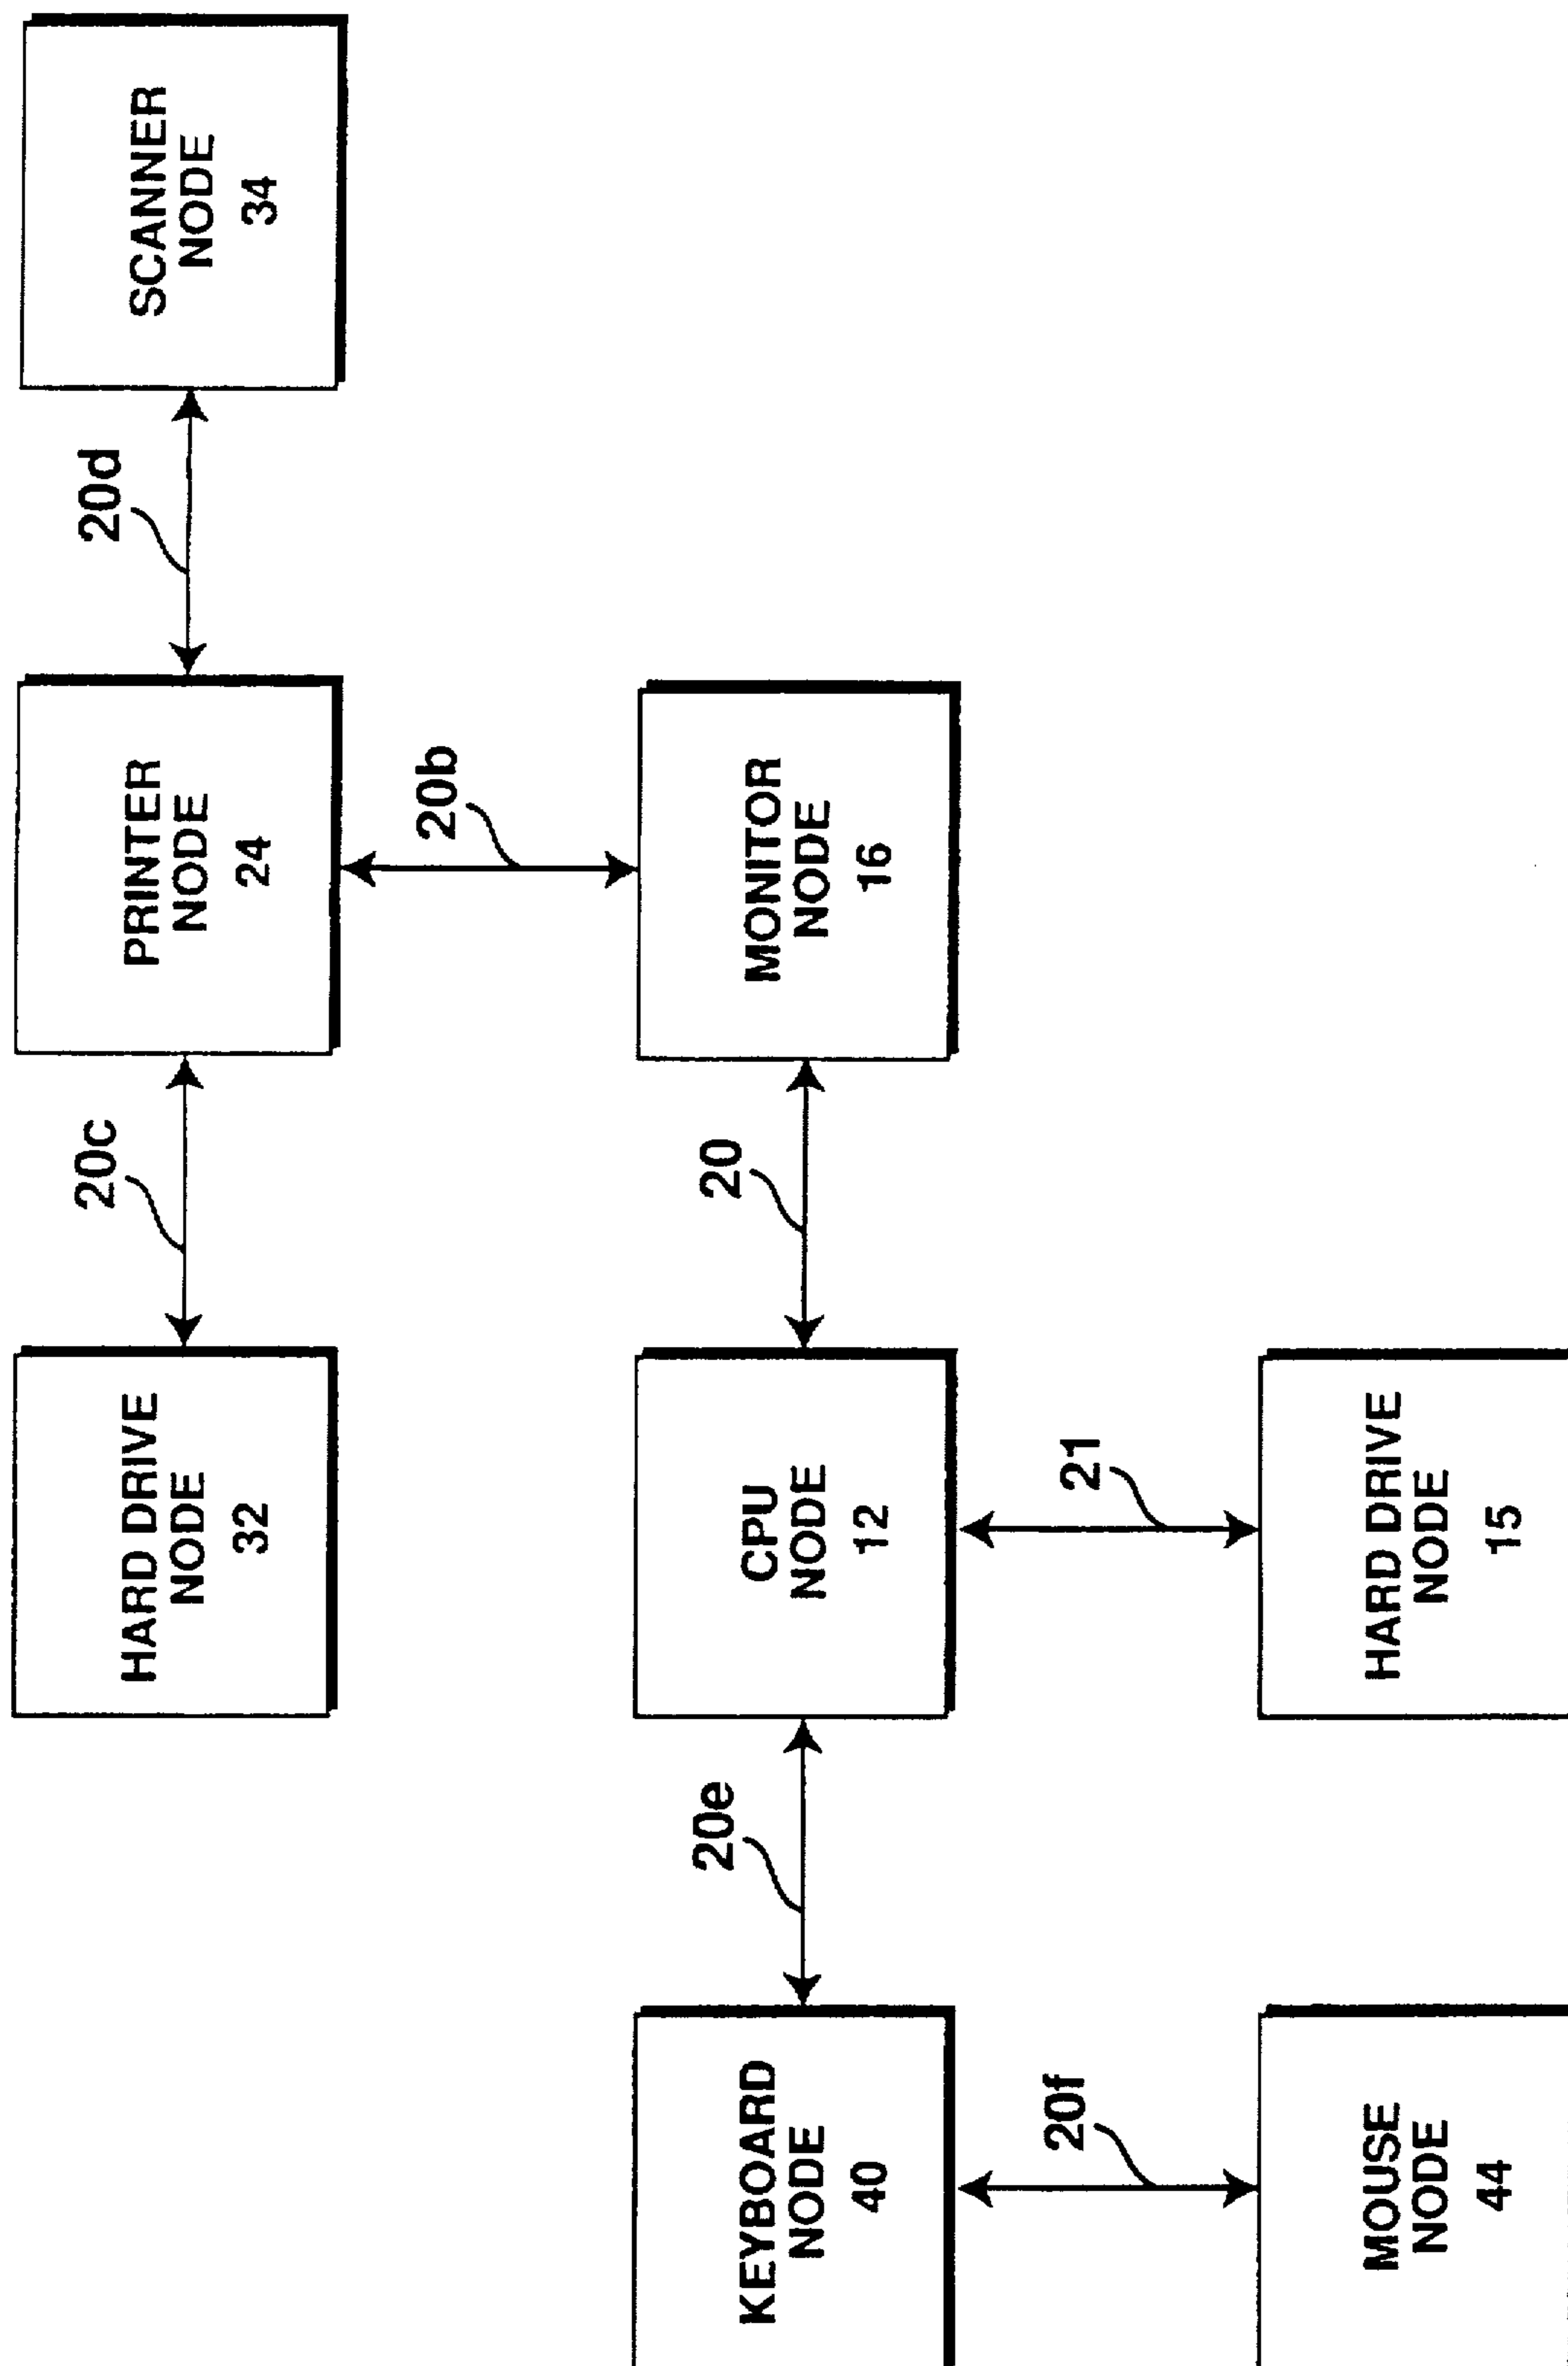 HARD DRIVE
NODE
32
20c
PRINTER
NODE
24
20d
SCANNER
NODE
34
20b
KEYBOARD
NODE
40
20e
CPU
NODE
12
20
MONITOR
NODE
16
20f
21
MOUSE
NODE
44
HARD DRIVE
NODE
15